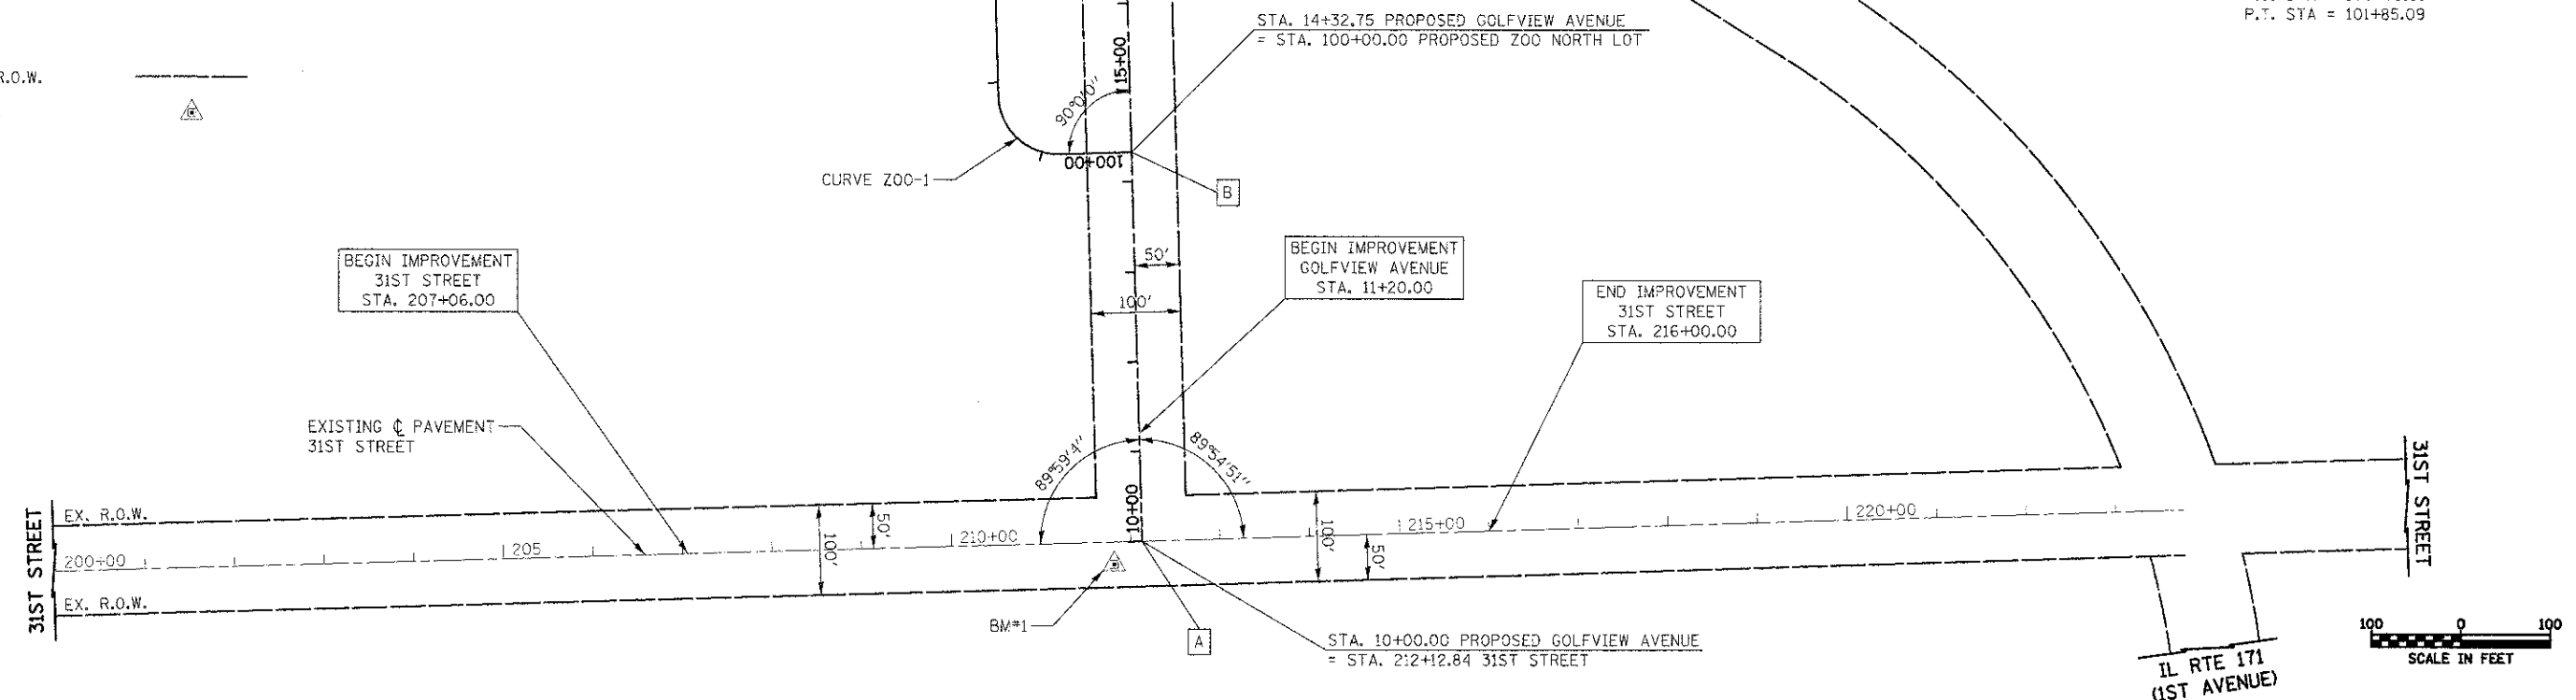 P.T. STA = 101+85.09
STA. 14+32.75 PROPOSED GOLFVIEW AVENUE
= STA. 100+00.00 PROPOSED ZOO NORTH LOT
R.O.W.
15+00
90°0'0"
100+00
CURVE ZOO-1
B
BEGIN IMPROVEMENT
31ST STREET
STA. 207+06.00
50'
100'
BEGIN IMPROVEMENT
GOLFVIEW AVENUE
STA. 11+20.00
END IMPROVEMENT
31ST STREET
STA. 216+00.00
EXISTING ℄ PAVEMENT
31ST STREET
89°59'4"
89°54'51"
10+00
31ST STREET
EX. R.O.W.
200+00
EX. R.O.W.
205
100'
50'
210+00
100'
50'
215+00
220+00
31ST STREET
BM#1
A
STA. 10+00.00 PROPOSED GOLFVIEW AVENUE
= STA. 212+12.84 31ST STREET
IL RTE 171
(1ST AVENUE)
100 0 100
SCALE IN FEET